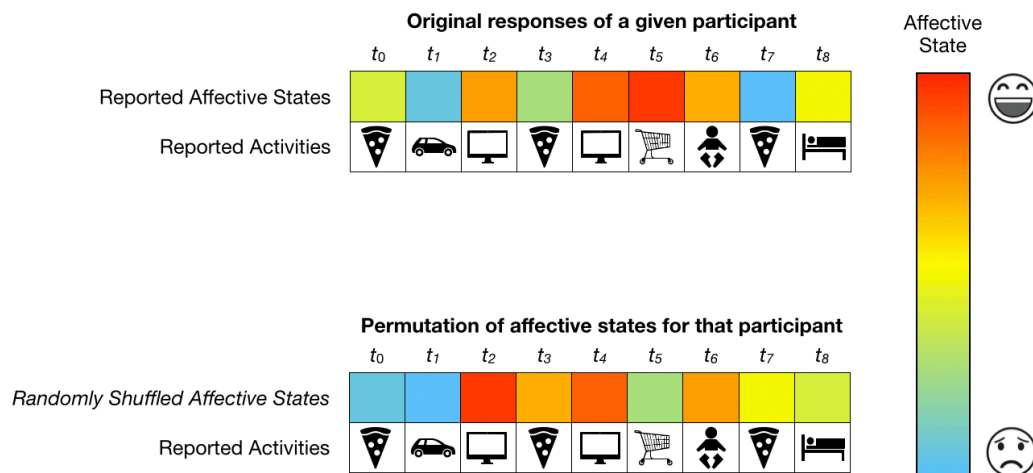 Original responses of a given participant
Affective
State
t0 t1 t2 t3 t4 t5 t6 t7 t8
Reported Affective States
Reported Activities
Permutation of affective states for that participant
t0 t1 t2 t3 t4 t5 t6 t7 t8
Randomly Shuffled Affective States
Reported Activities